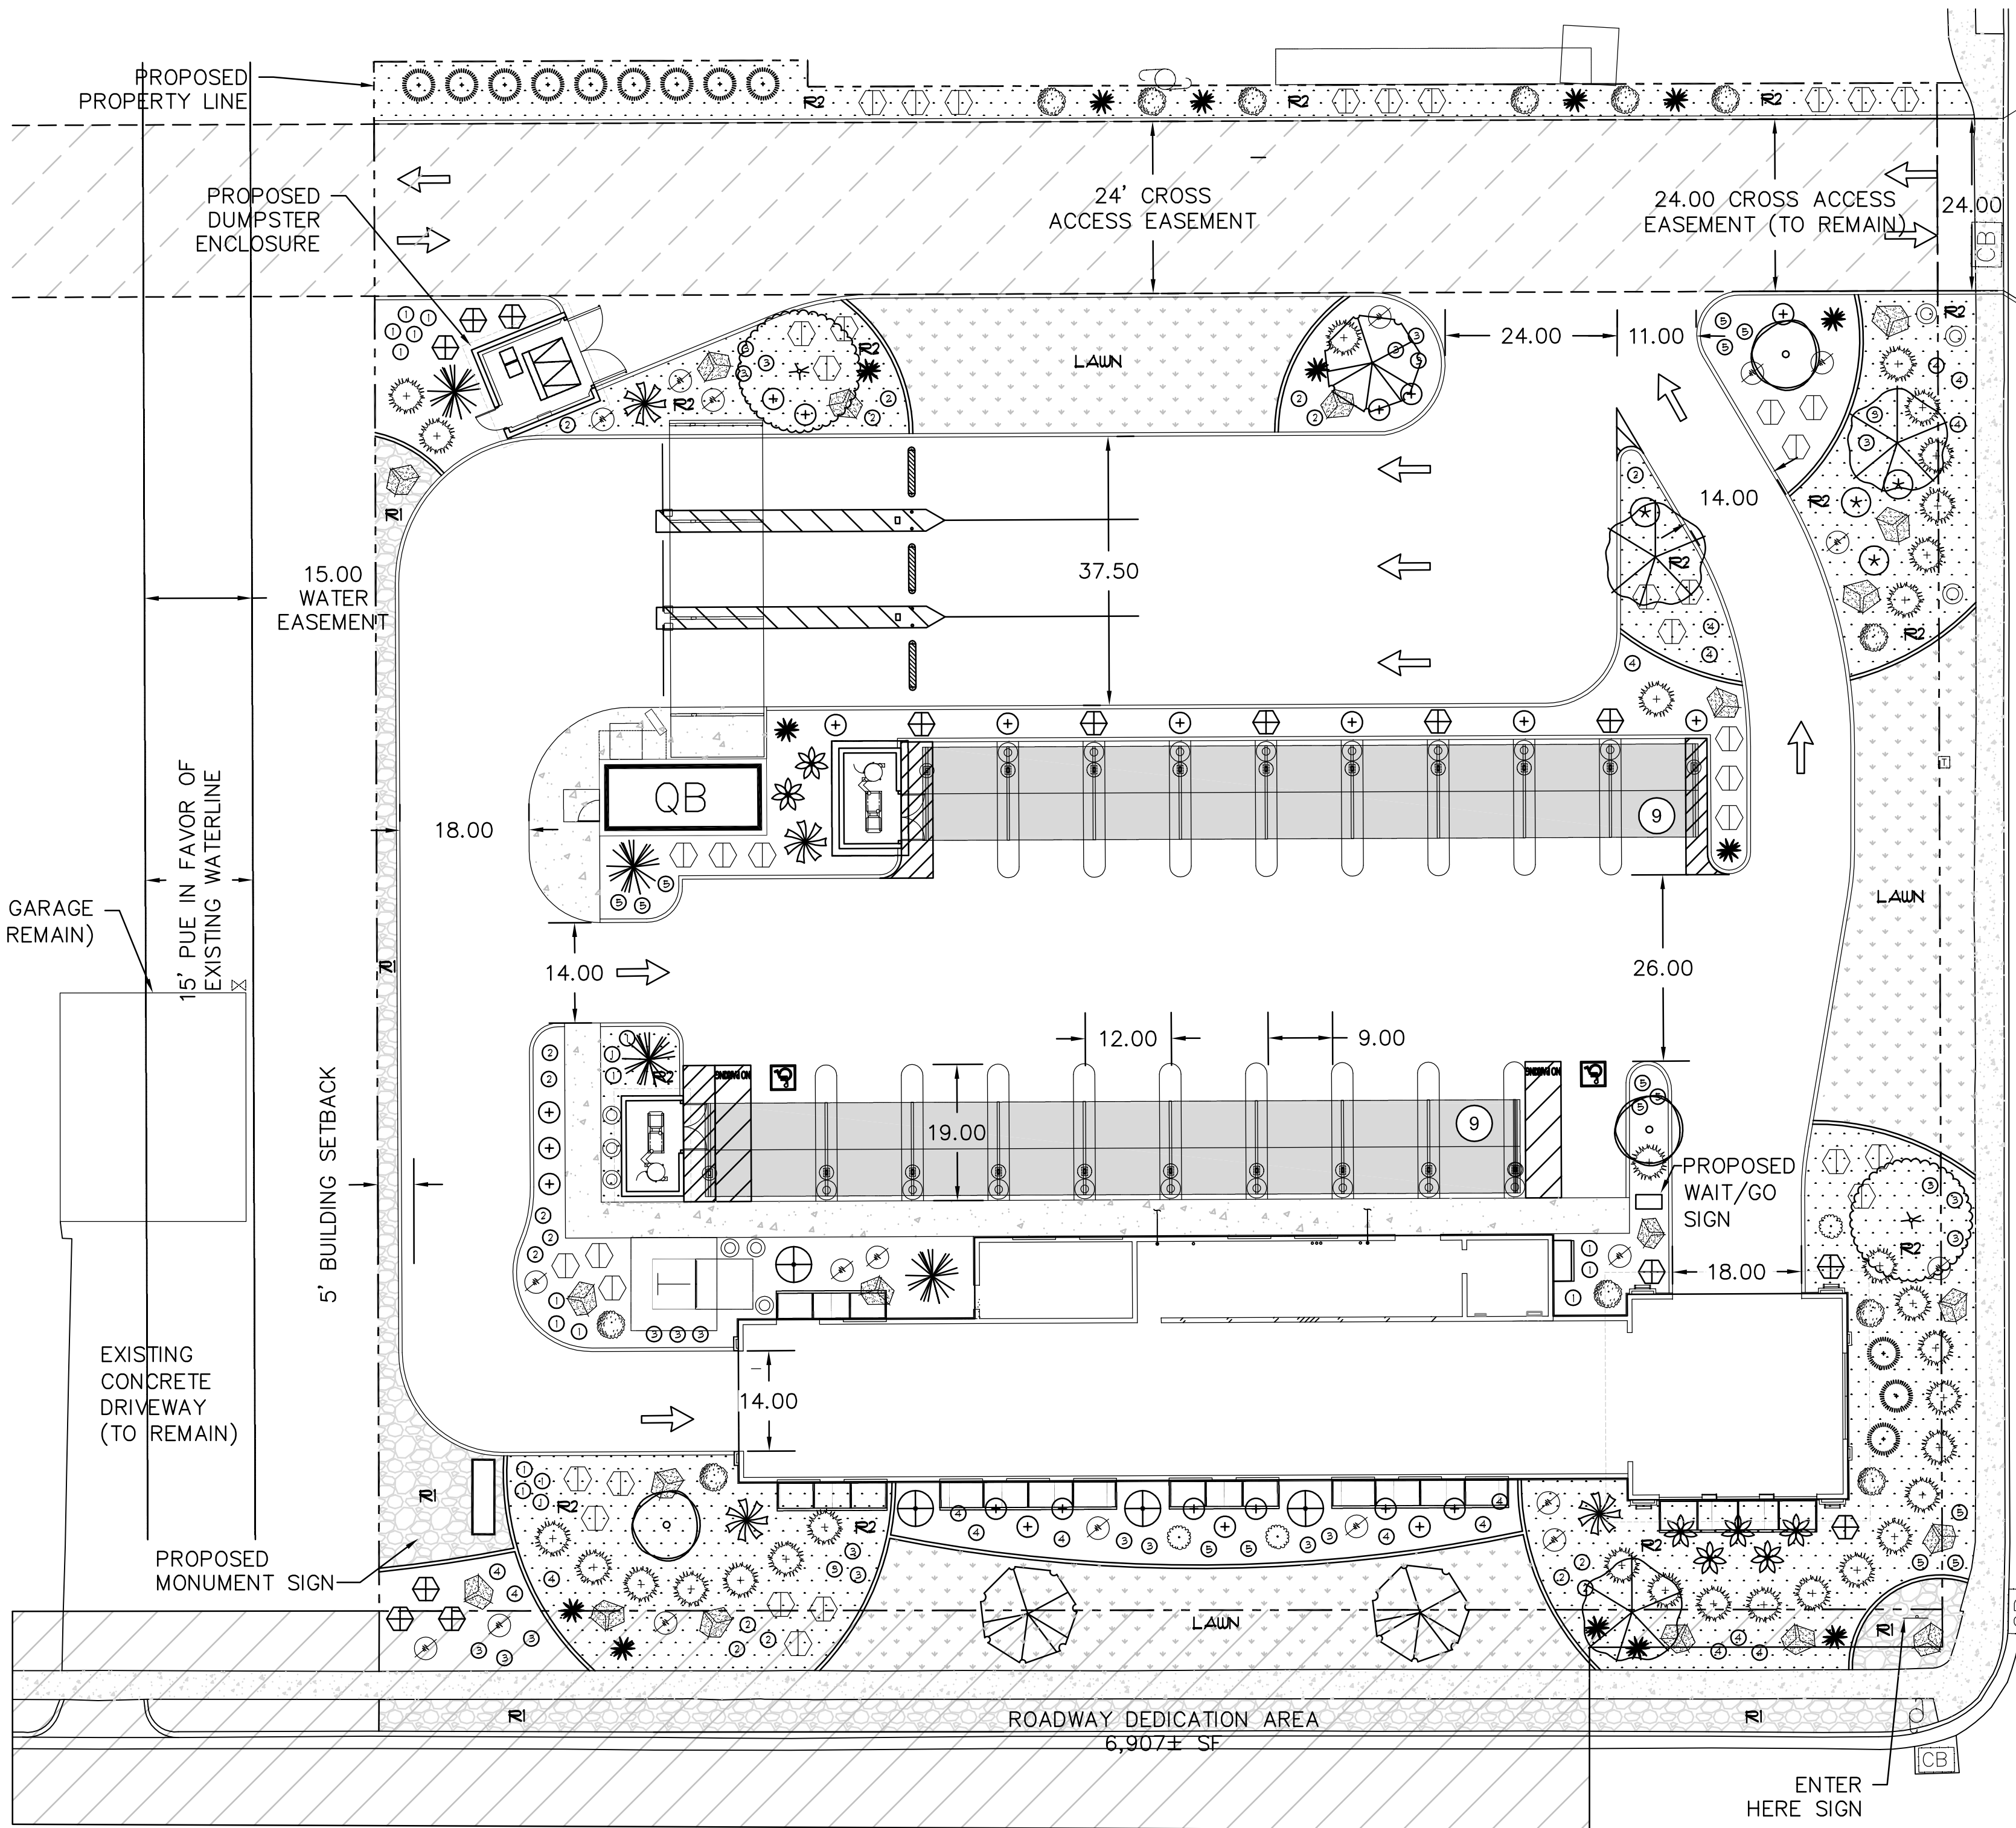 PROPOSED
PROPERTY LINE
R2
R2
R2
PROPOSED
DUMPSTER
ENCLOSURE
24' CROSS
ACCESS EASEMENT
24.00 CROSS ACCESS
EASEMENT (TO REMAIN)
24.00
CB
LAWN
24.00
11.00
R2
R2
R2
R1
14.00
R2
R2
R2
15.00
WATER
EASEMENT
37.50
QB
9
18.00
15' PUE IN FAVOR OF
EXISTING WATERLINE
GARAGE
REMAIN)
LAWN
R1
14.00
26.00
12.00
9.00
R2
NO PARKING
NO PARKING
19.00
9
5' BUILDING SETBACK
PROPOSED
WAIT/GO
SIGN
R2
18.00
T
EXISTING
CONCRETE
DRIVEWAY
(TO REMAIN)
14.00
R1
R2
R2
R2
PROPOSED
MONUMENT SIGN
LAWN
R1
R1
ROADWAY DEDICATION AREA
6,907± SF
R1
CB
ENTER
HERE SIGN